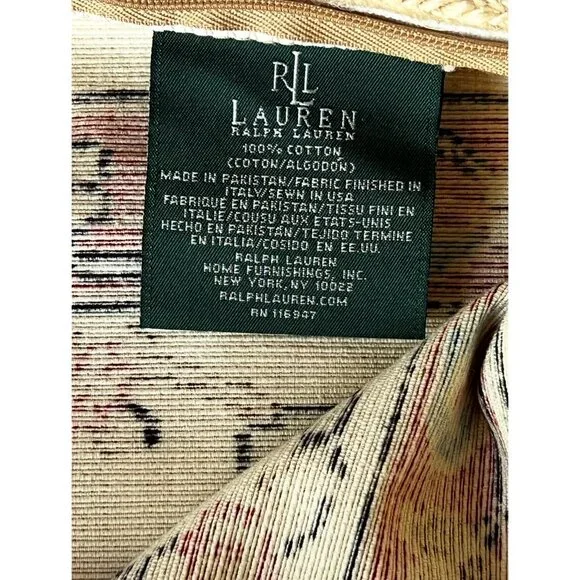 RLL
LAUREN
RALPH LAUREN
100% COTTON
(COTON/ALGODÓN)
MADE IN PAKISTAN/FABRIC FINISHED IN
ITALY/SEWN IN USA
FABRIQUE EN PAKISTAN/TISSU FINI EN
ITALIE/COUSU AUX ETATS-UNIS
HECHO EN PAKISTÁN/TEJIDO TERMINE
EN ITALIA/COSIDO EN EE.UU.
RALPH LAUREN
HOME FURNISHINGS, INC.
NEW YORK, NY 10022
RALPHLAUREN.COM
RN 116947